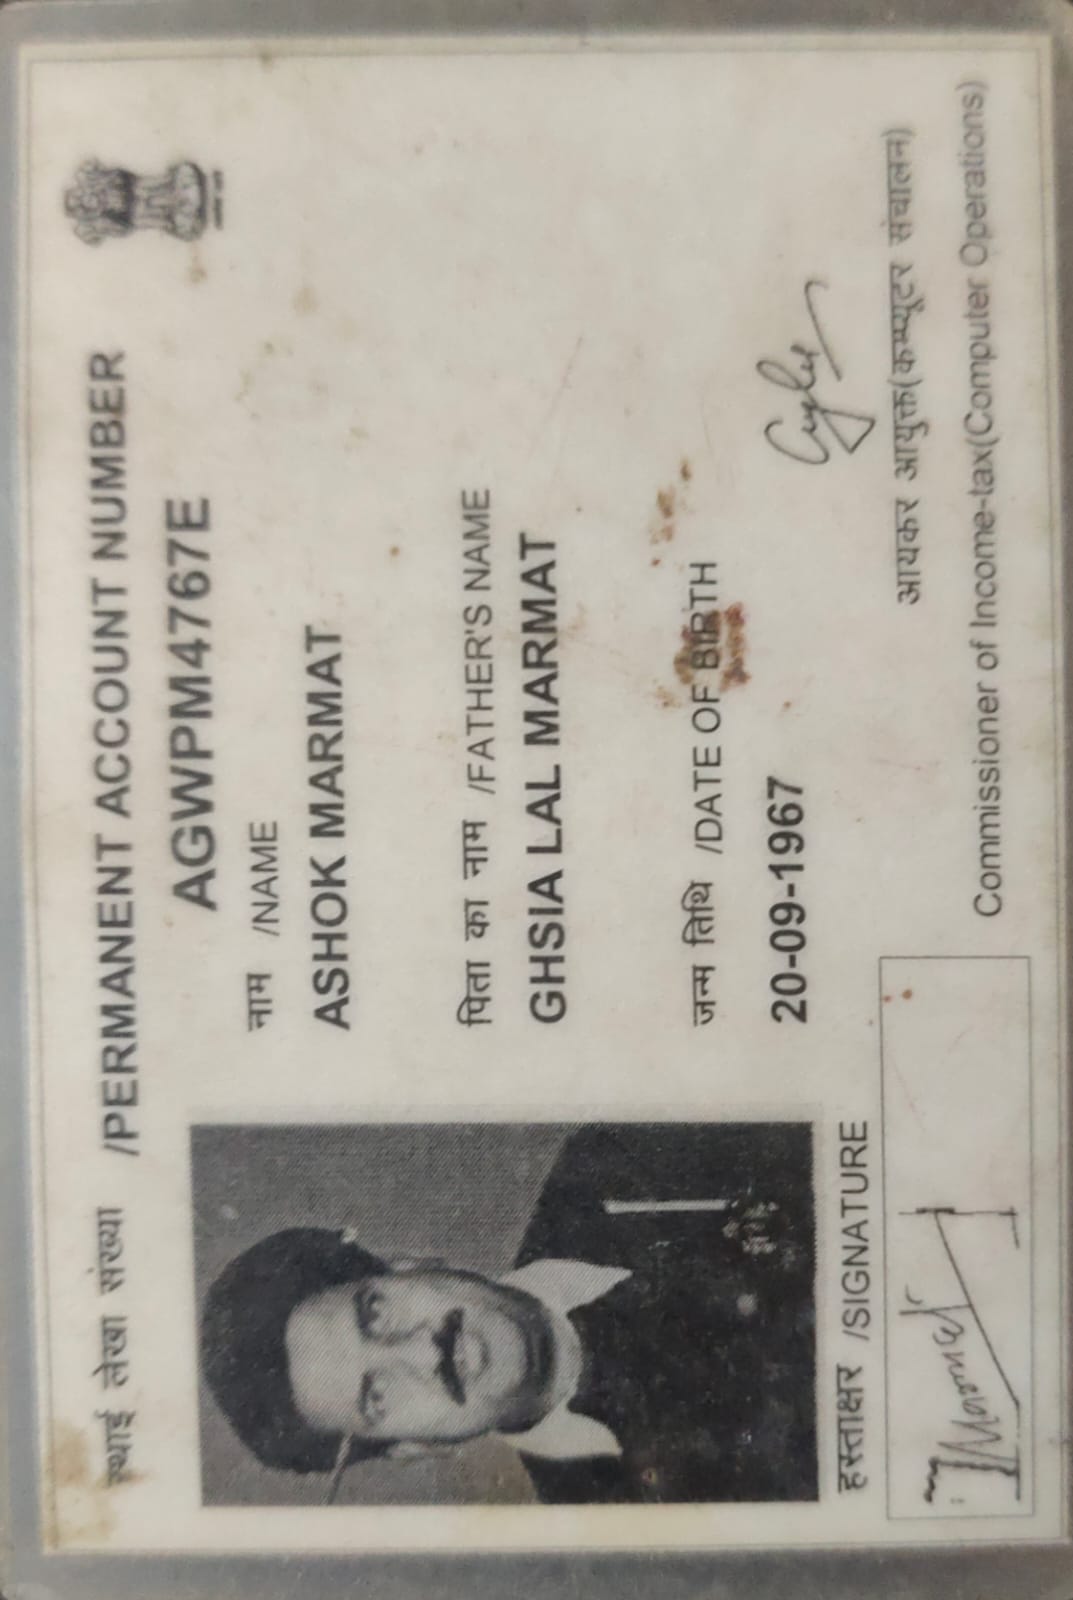 स्थाई लेखा संख्या /PERMANENT ACCOUNT NUMBER
AGWPM4767E
नाम /NAME
ASHOK MARMAT
पिता का नाम /FATHER'S NAME
GHSIA LAL MARMAT
जन्म तिथि /DATE OF BIRTH
20-09-1967
हस्ताक्षर /SIGNATURE
आयकर आयुक्त(कम्प्यूटर संचालन)
Commissioner of Income-tax(Computer Operations)